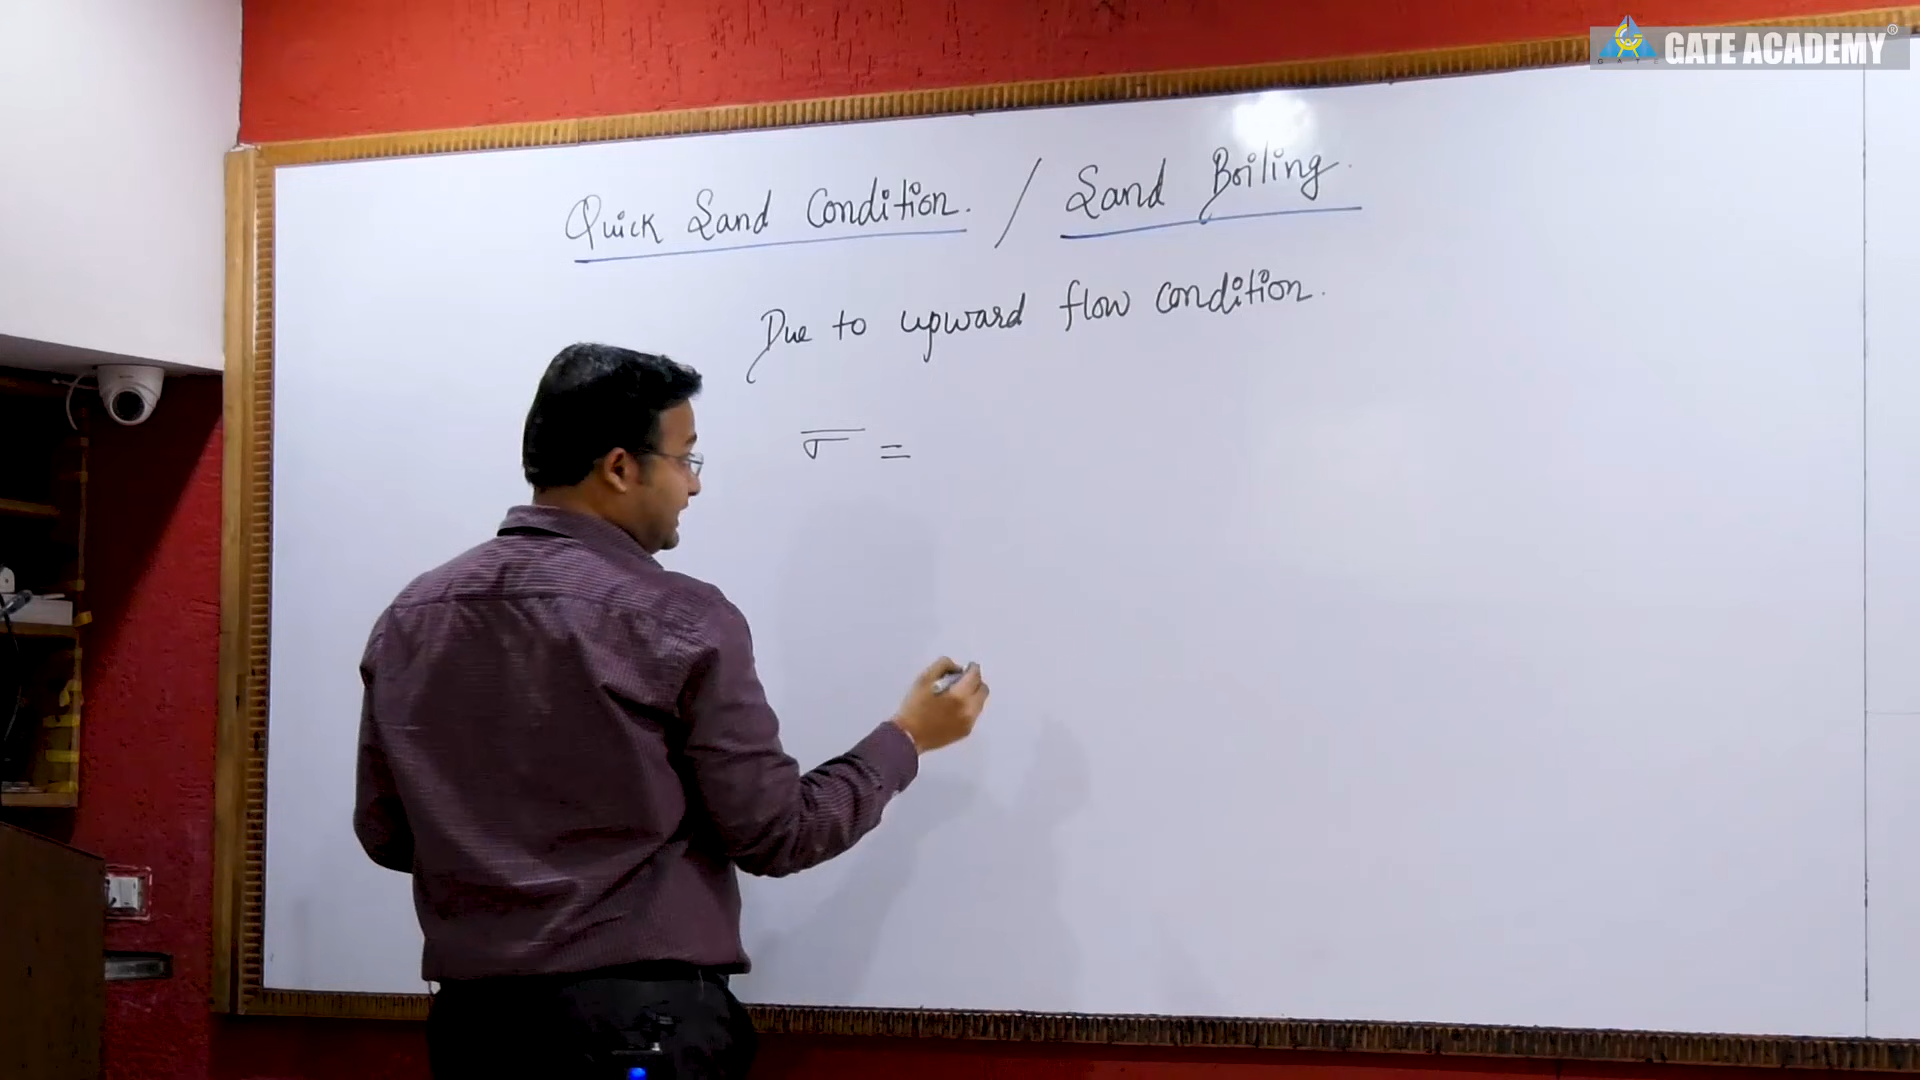 GATE ACADEMY®
Quick Sand Condition. / Sand Boiling.
Due to upward flow condition.
σ̅ =